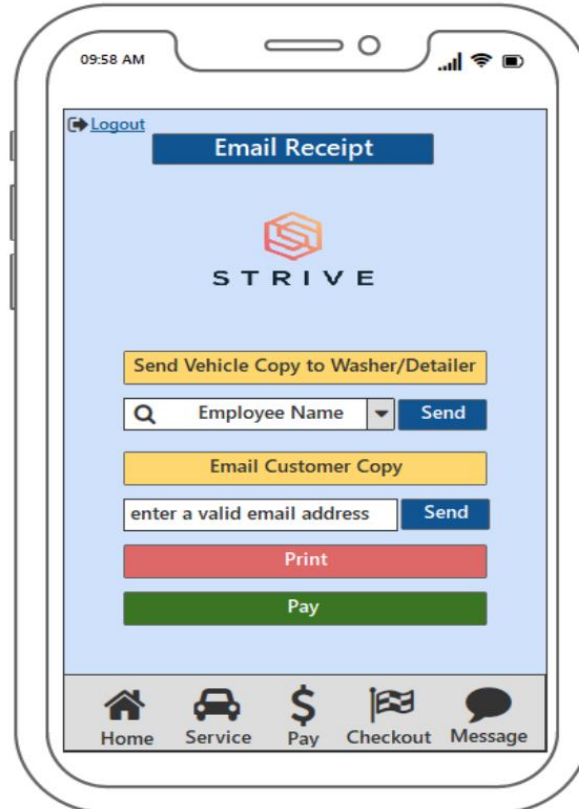 09:58 AM
Logout
Email Receipt
STRIVE
Send Vehicle Copy to Washer/Detailer
Employee Name Send
Email Customer Copy
enter a valid email address Send
Print
Pay
Home Service Pay Checkout Message